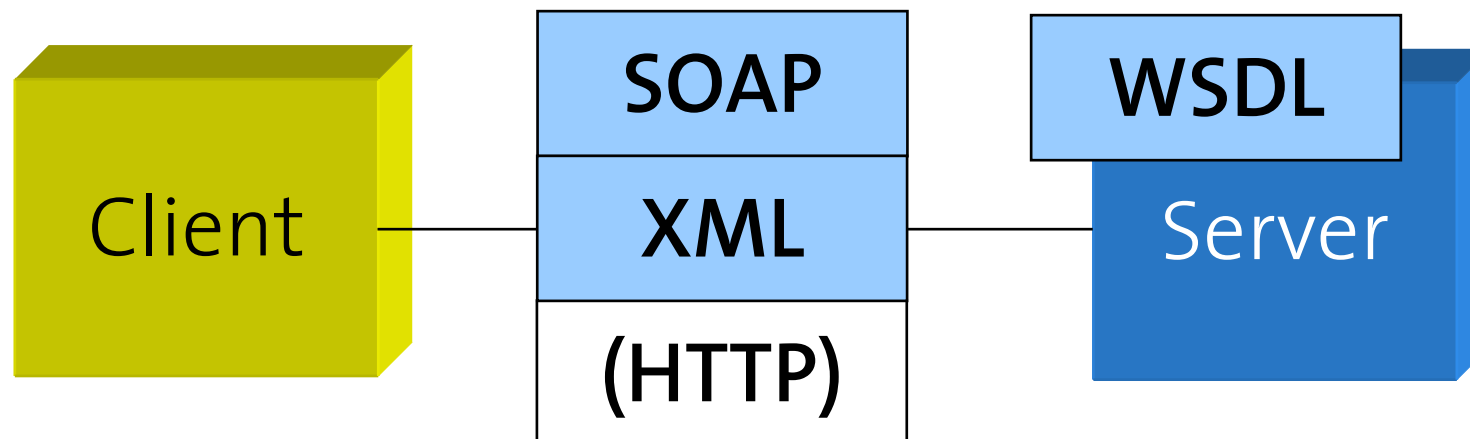 Client
SOAP
XML
(HTTP)
WSDL
Server